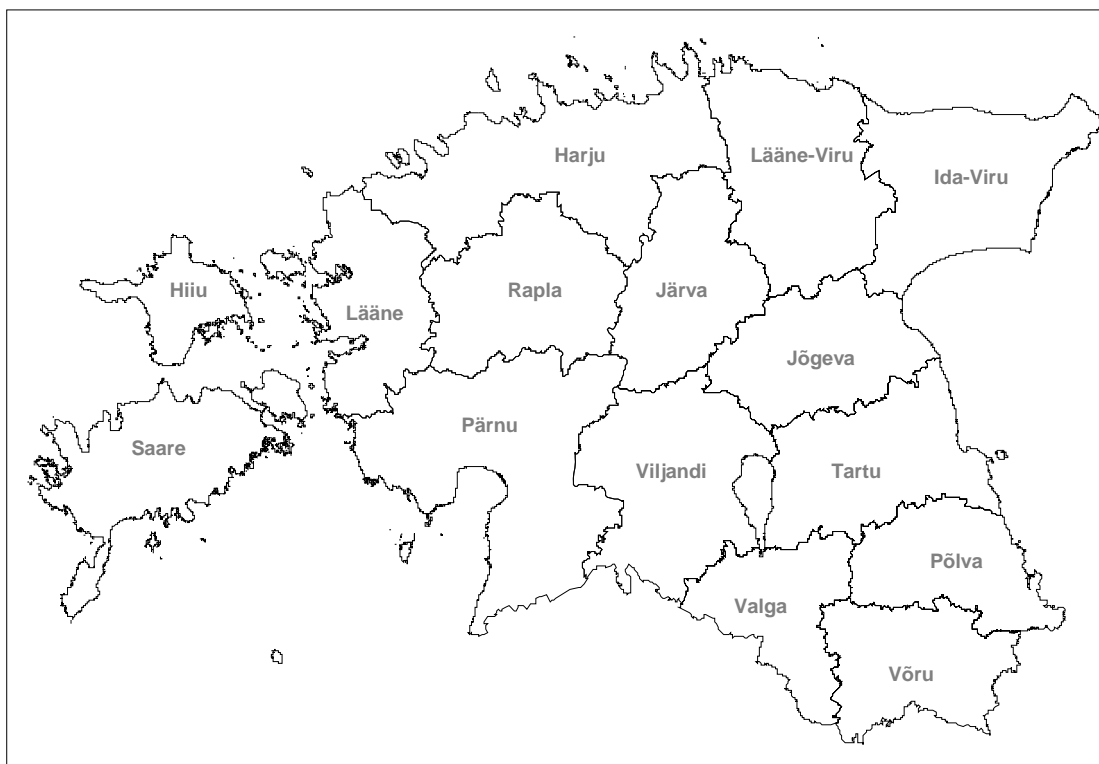 Harju
Lääne-Viru
Ida-Viru
Hiiu
Lääne
Rapla
Järva
Jõgeva
Saare
Pärnu
Viljandi
Tartu
Põlva
Valga
Võru